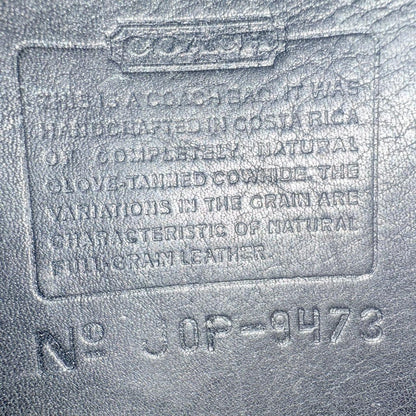 COACH
THIS IS A COACH BAG. IT WAS
HANDCRAFTED IN COSTA RICA
OF COMPLETELY NATURAL
GLOVE-TANNED COWHIDE. THE
VARIATIONS IN THE GRAIN ARE
CHARACTERISTIC OF NATURAL
FULL-GRAIN LEATHER.
Nº J0P-9473